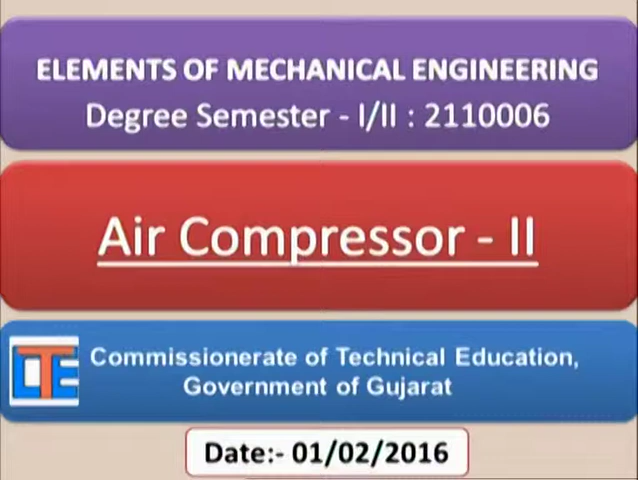 ELEMENTS OF MECHANICAL ENGINEERING
Degree Semester - I/II : 2110006
Air Compressor - II
CTE
Commissionerate of Technical Education,
Government of Gujarat
Date:- 01/02/2016